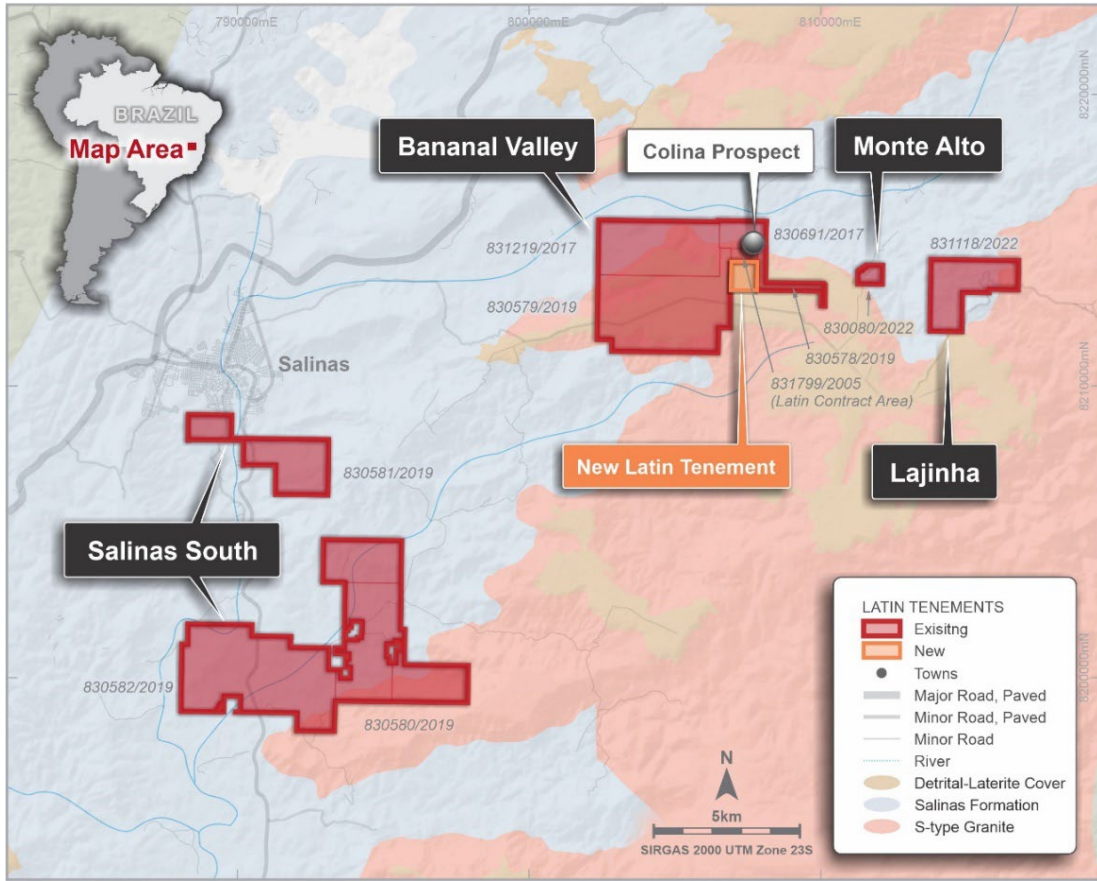 790000mE
800000mE
810000mE
8220000mN
8210000mN
8200000mN
BRAZIL
Map Area
Bananal Valley
Colina Prospect
Monte Alto
831219/2017
830691/2017
831118/2022
830579/2019
830080/2022
830578/2019
831799/2005
(Latin Contract Area)
Salinas
New Latin Tenement
Lajinha
830581/2019
Salinas South
830582/2019
830580/2019
N
5km
SIRGAS 2000 UTM Zone 23S
LATIN TENEMENTS
Exisitng
New
Towns
Major Road, Paved
Minor Road, Paved
Minor Road
River
Detrital-Laterite Cover
Salinas Formation
S-type Granite